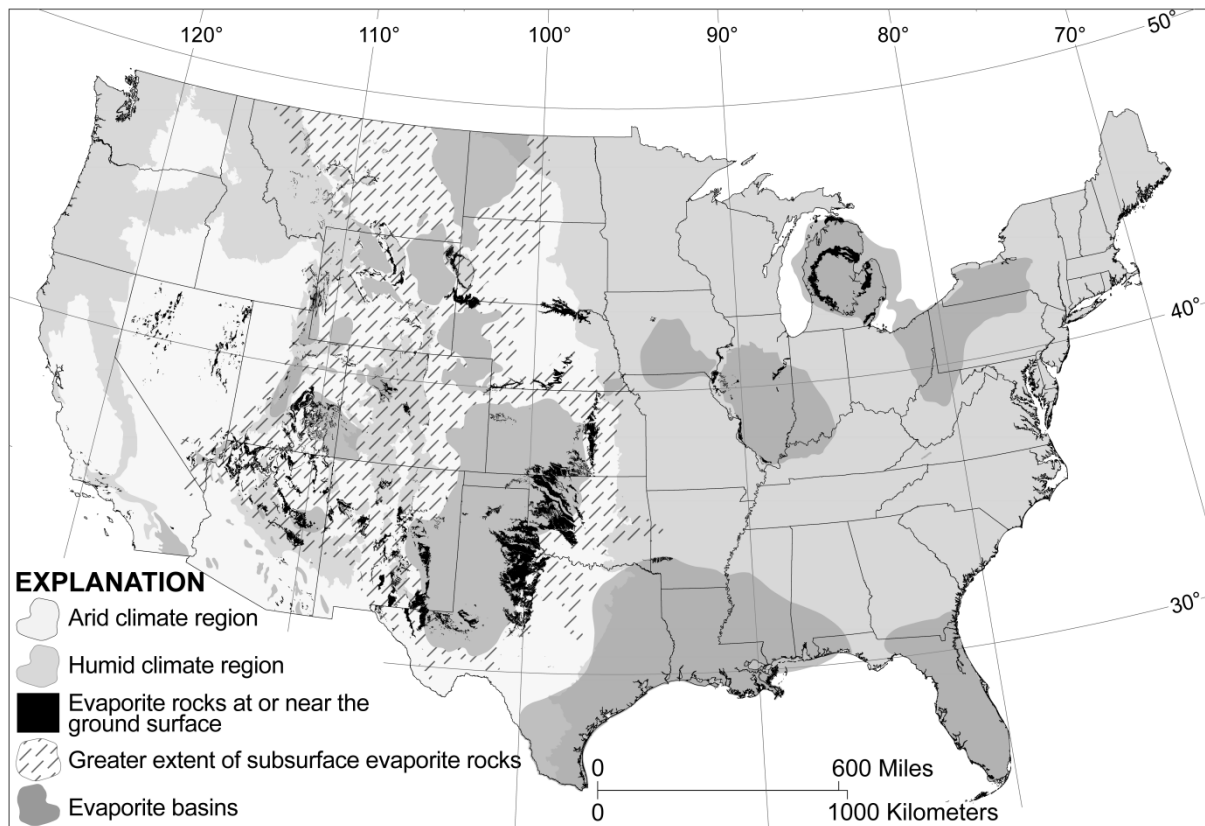 120°
110°
100°
90°
80°
70°
50°
40°
30°
EXPLANATION
Arid climate region
Humid climate region
Evaporite rocks at or near the
ground surface
Greater extent of subsurface evaporite rocks
Evaporite basins
0
600 Miles
0
1000 Kilometers